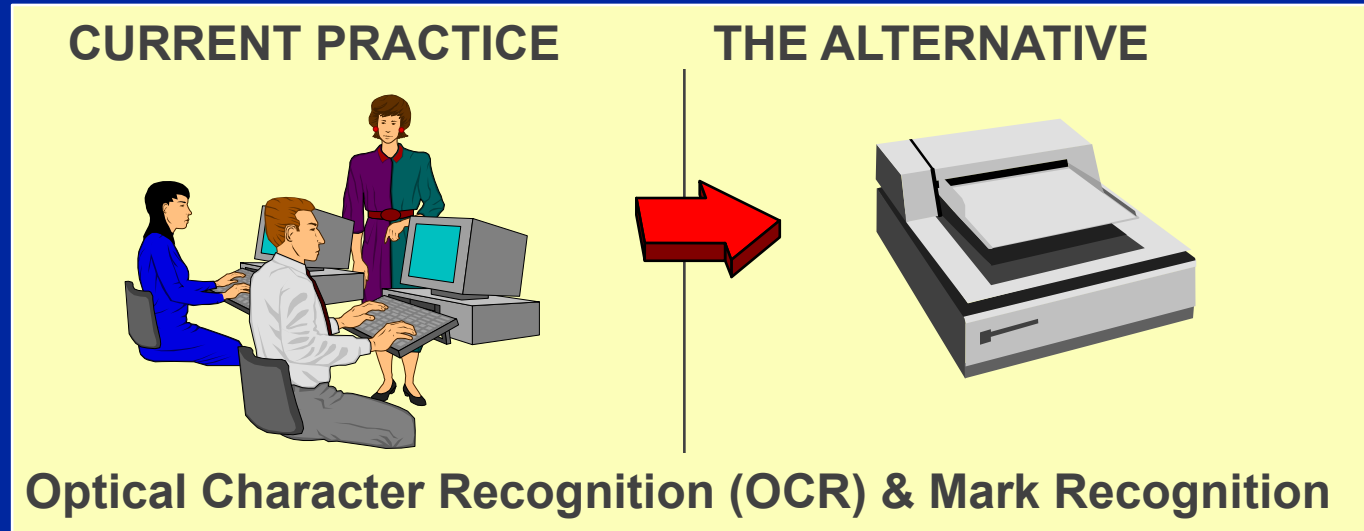 CURRENT PRACTICE
THE ALTERNATIVE
Optical Character Recognition (OCR) & Mark Recognition